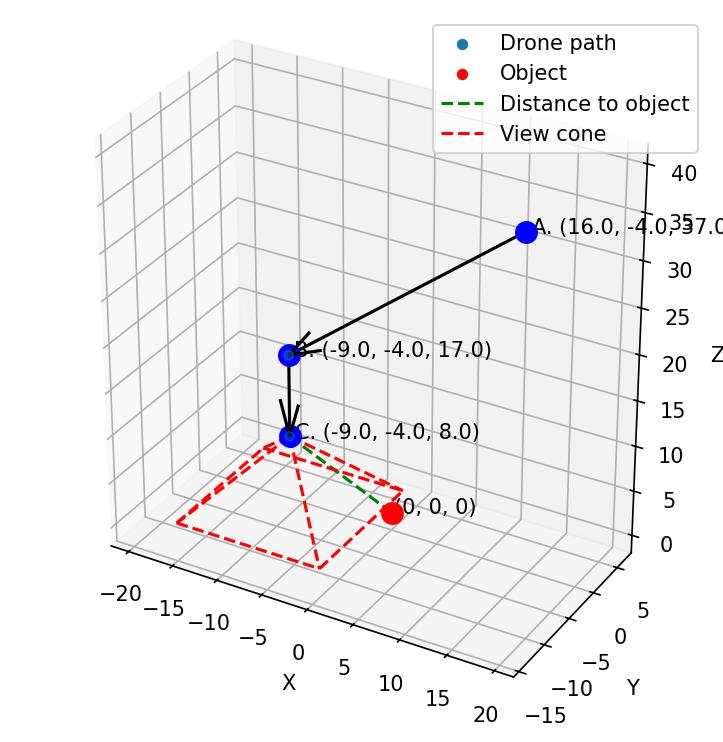 Drone path
Object
Distance to object
View cone
A. (16.0, -4.0, 37.0
B. (-9.0, -4.0, 17.0)
C. (-9.0, -4.0, 8.0)
(0, 0, 0)
40
35
30
25
20
15
10
5
0
Z
−20
−15
−10
−5
0
5
10
15
20
X
5
0
−5
−10
−15
Y